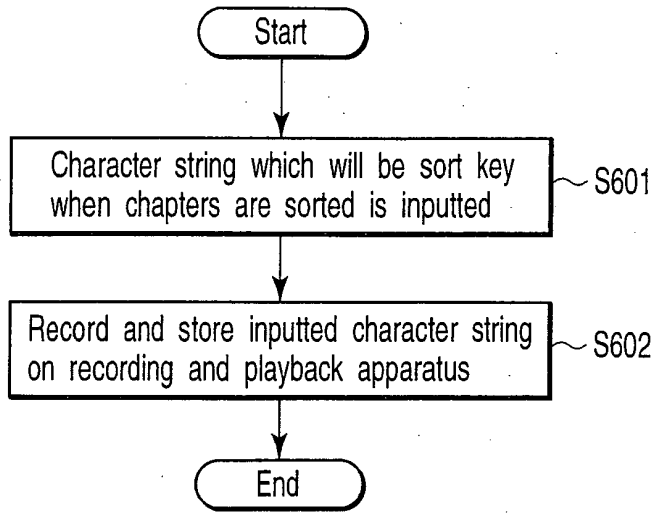 Start
Character string which will be sort key
when chapters are sorted is inputted
S601
Record and store inputted character string
on recording and playback apparatus
S602
End